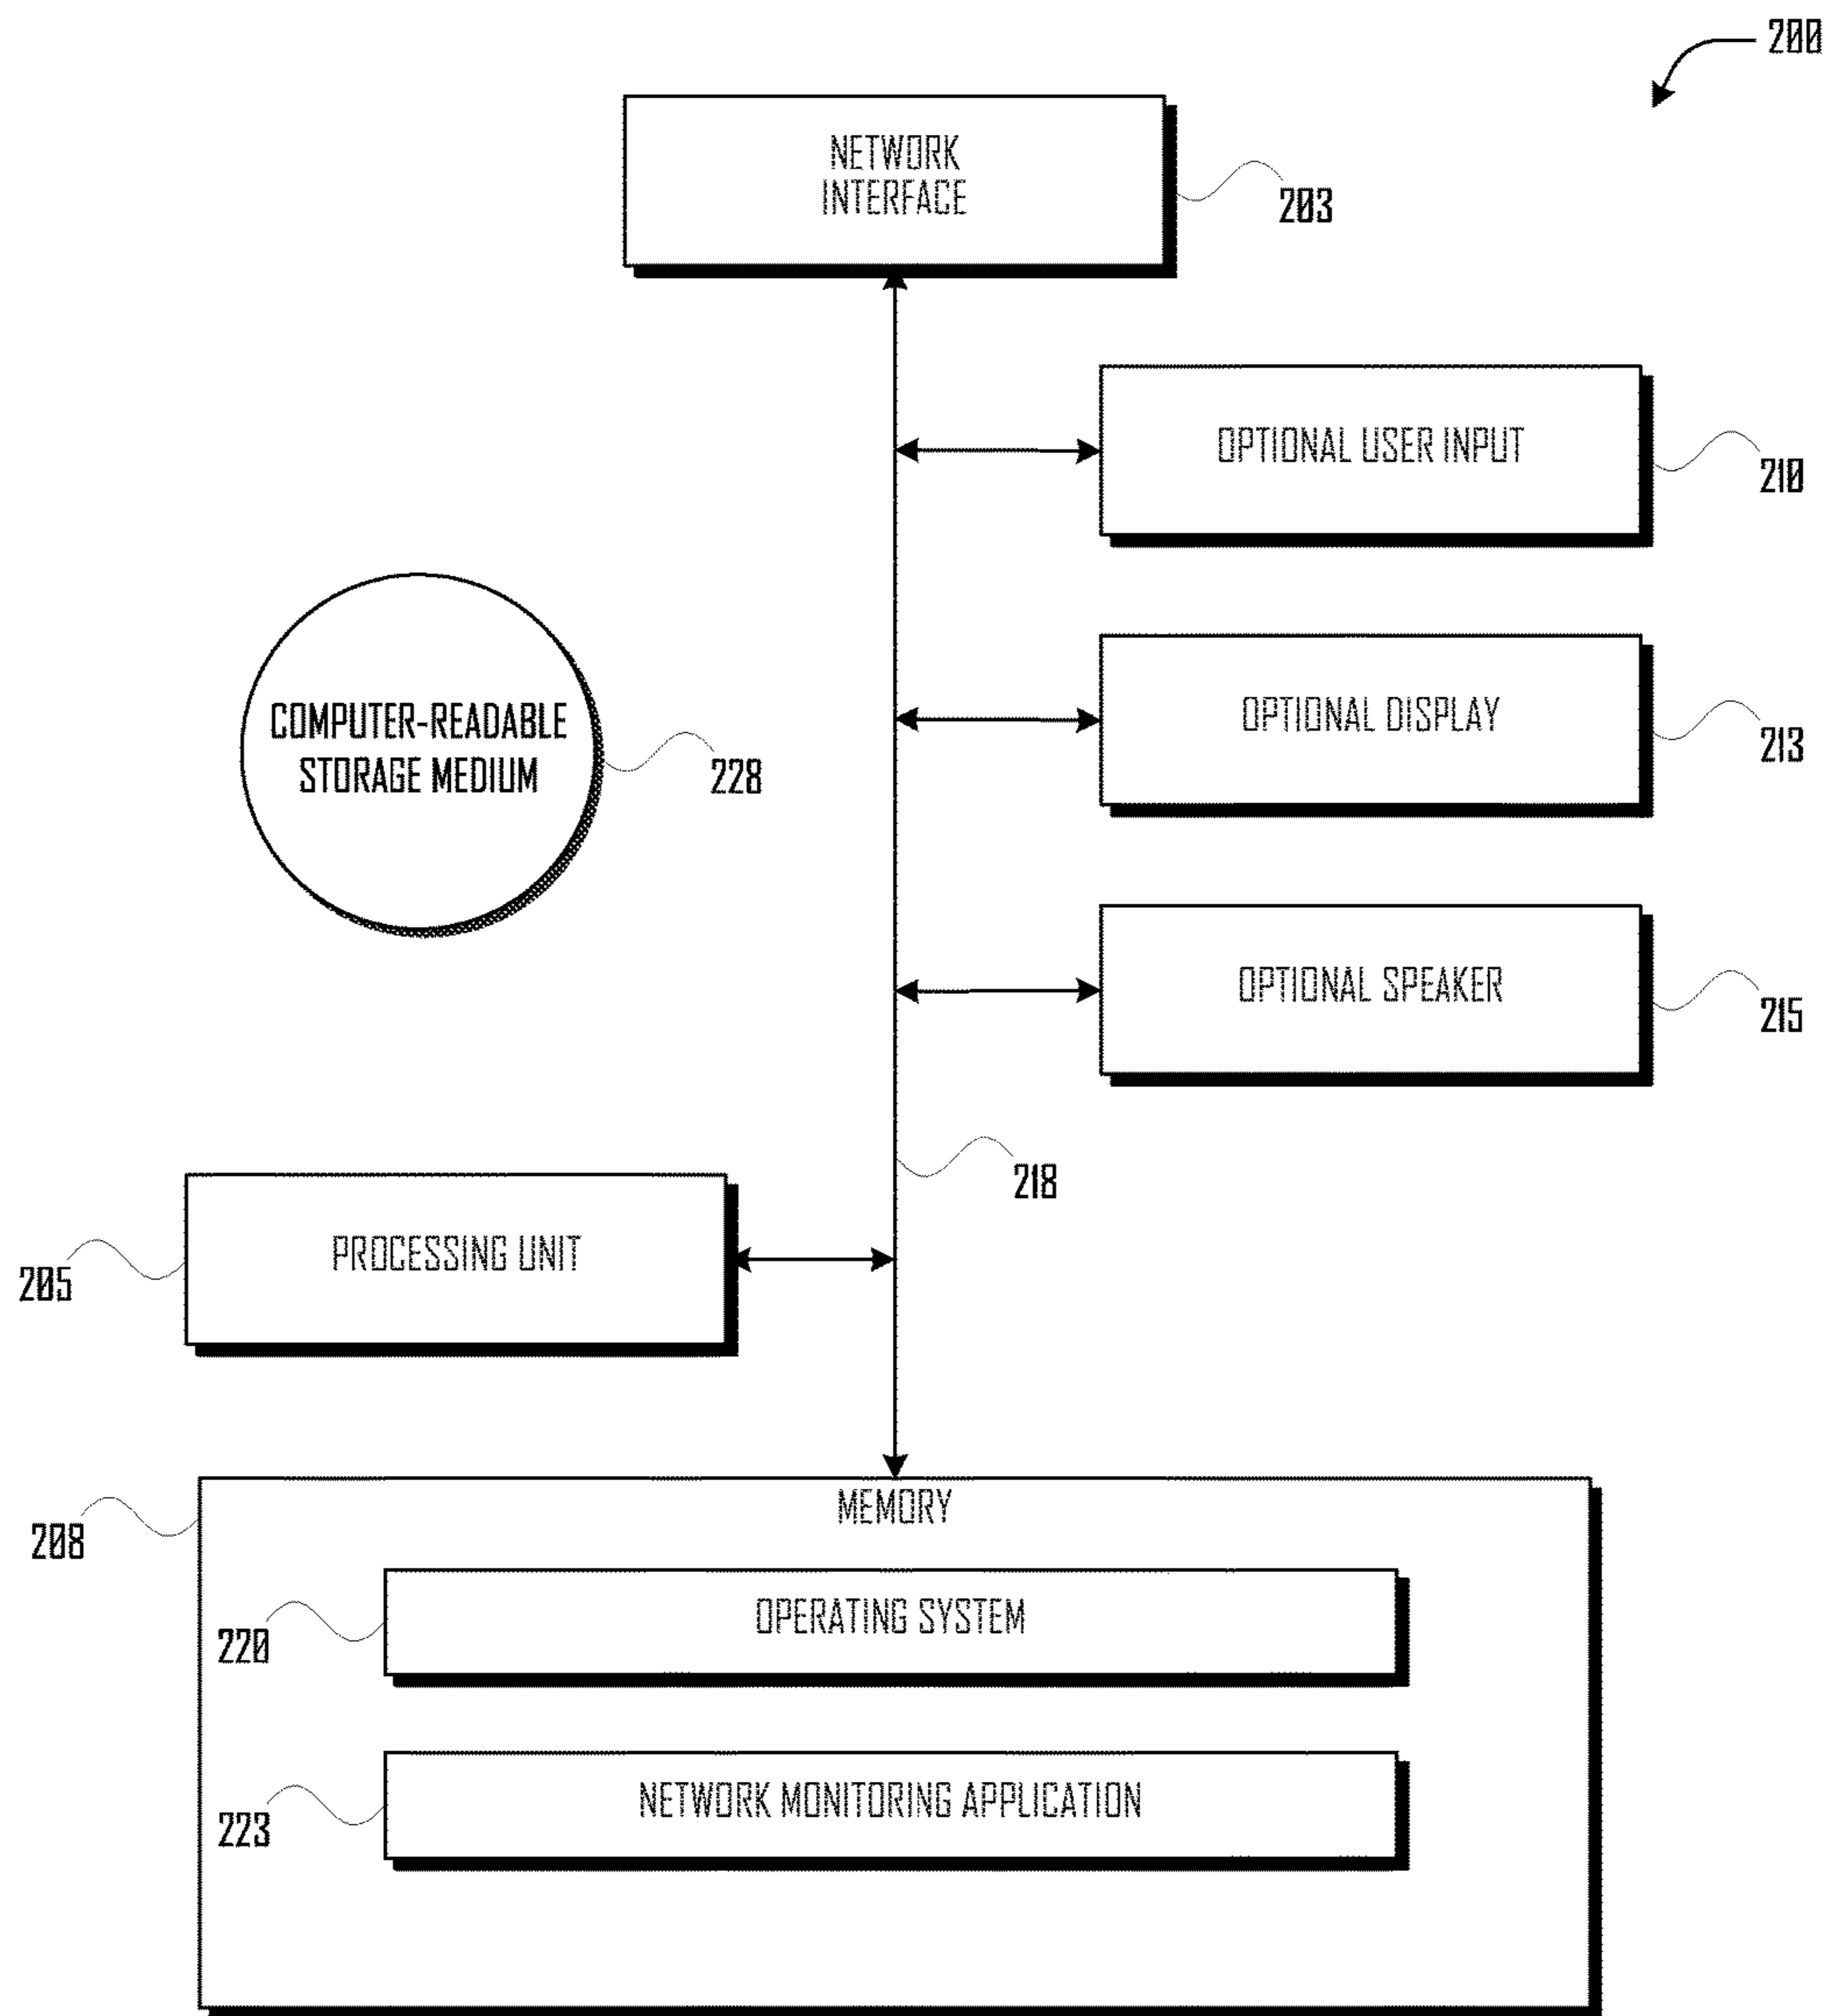 200
NETWORK
INTERFACE
203
OPTIONAL USER INPUT
210
COMPUTER-READABLE
STORAGE MEDIUM
228
OPTIONAL DISPLAY
213
OPTIONAL SPEAKER
215
218
PROCESSING UNIT
205
MEMORY
208
OPERATING SYSTEM
220
NETWORK MONITORING APPLICATION
223